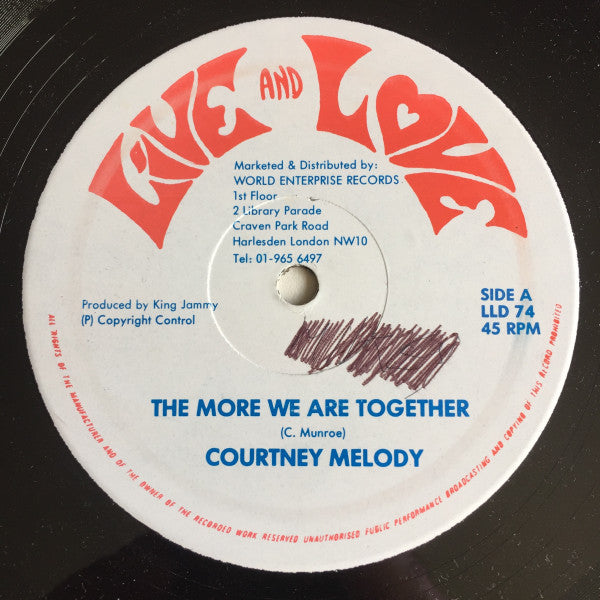 LIVE AND LOVE
Marketed & Distributed by:
WORLD ENTERPRISE RECORDS
1st Floor
2 Library Parade
Craven Park Road
Harlesden London NW10
Tel: 01-965 6497
Produced by King Jammy
(P) Copyright Control
SIDE A
LLD 74
45 RPM
THE MORE WE ARE TOGETHER
(C. Munroe)
COURTNEY MELODY
ALL RIGHTS OF THE MANUFACTURER AND OF THE OWNER OF THE RECORDED WORK RESERVED UNAUTHORISED PUBLIC PERFORMANCE BROADCASTING AND COPYING OF THIS RECORD PROHIBITED